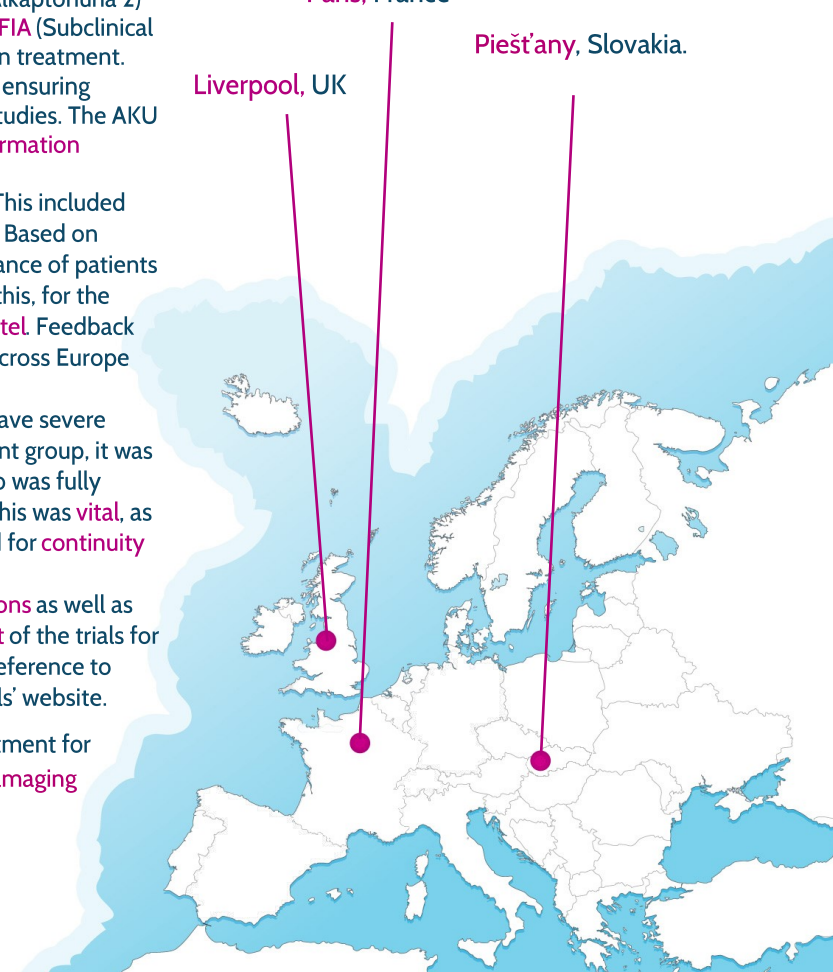 Alkaptonuria 2)
FIA (Subclinical
n treatment.
ensuring
tudies. The AKU
rmation
This included
Based on
ance of patients
this, for the
tel. Feedback
cross Europe
ave severe
nt group, it was
o was fully
his was vital, as
d for continuity
ons as well as
t of the trials for
eference to
ls’ website.
tment for
amaging
Paris, France
Piešťany, Slovakia.
Liverpool, UK